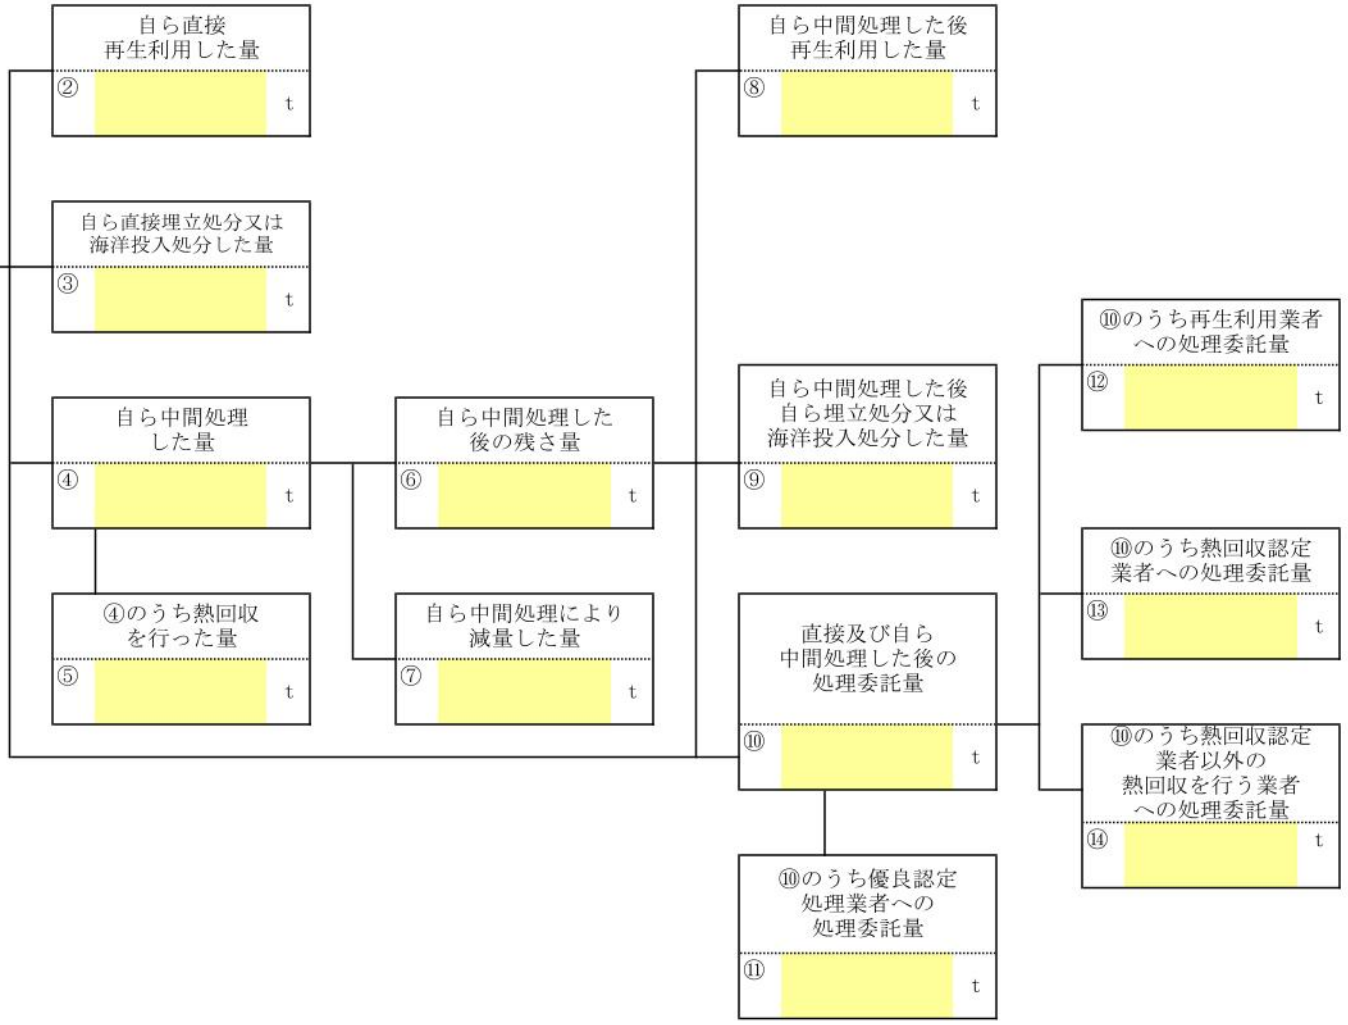 自ら直接
再生利用した量
②
t
自ら中間処理した後
再生利用した量
⑧
t
自ら直接埋立処分又は
海洋投入処分した量
③
t
⑩のうち再生利用業者
への処理委託量
⑫
t
自ら中間処理
した量
④
t
自ら中間処理した
後の残さ量
⑥
t
自ら中間処理した後
自ら埋立処分又は
海洋投入処分した量
⑨
t
⑩のうち熱回収認定
業者への処理委託量
⑬
t
④のうち熱回収
を行った量
⑤
t
自ら中間処理により
減量した量
⑦
t
直接及び自ら
中間処理した後の
処理委託量
⑩
t
⑩のうち熱回収認定
業者以外の
熱回収を行う業者
への処理委託量
⑭
t
⑩のうち優良認定
処理業者への
処理委託量
⑪
t